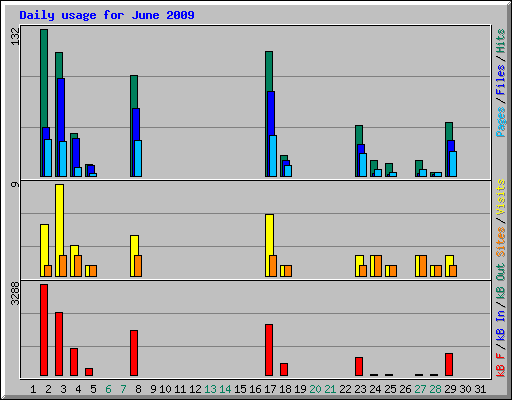 Daily usage for June 2009
132
Pages / Files / Hits
9
Sites / Visits
3288
kB F / kB In / kB Out
1 2 3 4 5 6 7 8 9 10 11 12 13 14 15 16 17 18 19 20 21 22 23 24 25 26 27 28 29 30 31